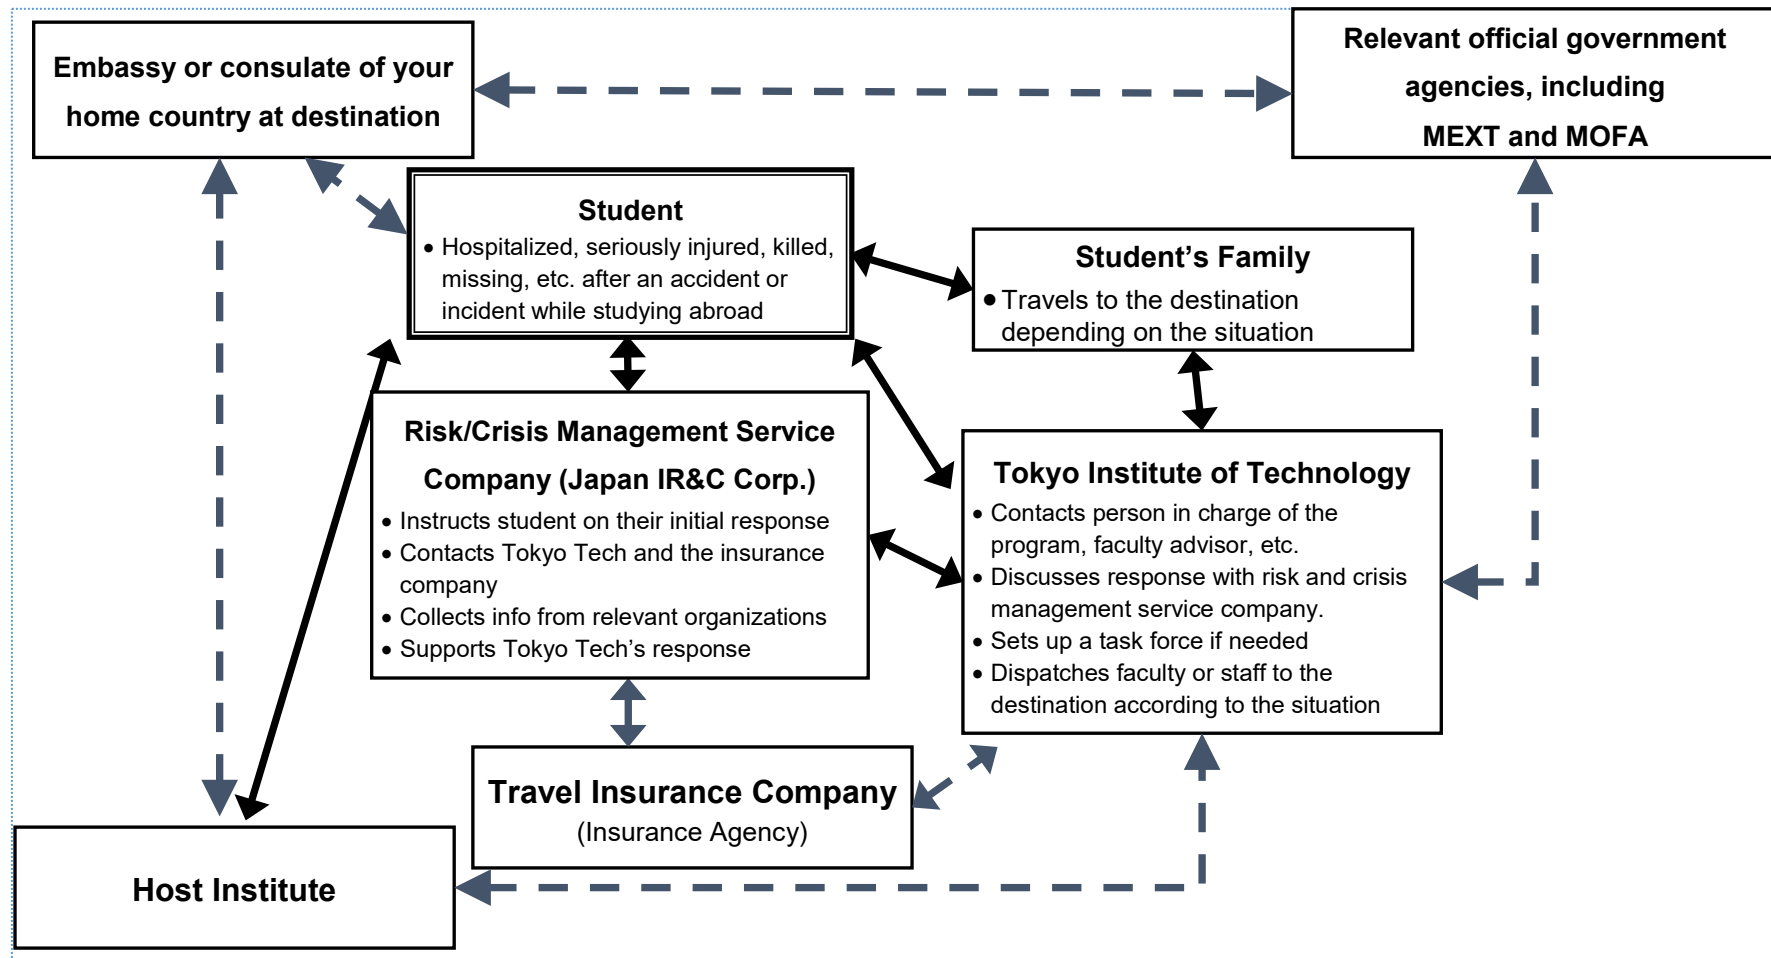 Embassy or consulate of your
home country at destination
Relevant official government
agencies, including
MEXT and MOFA
Student
• Hospitalized, seriously injured, killed,
missing, etc. after an accident or
incident while studying abroad
Student’s Family
• Travels to the destination
depending on the situation
Risk/Crisis Management Service
Company (Japan IR&C Corp.)
• Instructs student on their initial response
• Contacts Tokyo Tech and the insurance
company
• Collects info from relevant organizations
• Supports Tokyo Tech’s response
Tokyo Institute of Technology
• Contacts person in charge of the
program, faculty advisor, etc.
• Discusses response with risk and crisis
management service company.
• Sets up a task force if needed
• Dispatches faculty or staff to the
destination according to the situation
Travel Insurance Company
(Insurance Agency)
Host Institute